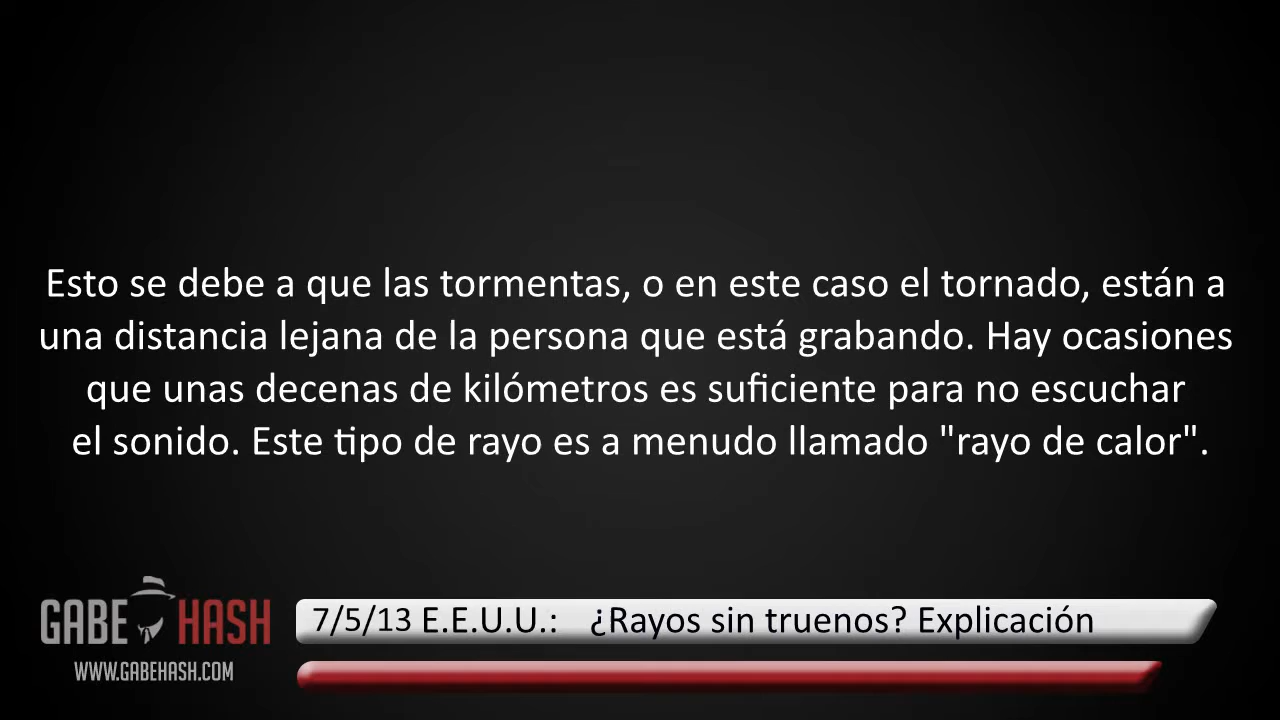 Esto se debe a que las tormentas, o en este caso el tornado, están a
una distancia lejana de la persona que está grabando. Hay ocasiones
que unas decenas de kilómetros es suficiente para no escuchar
el sonido. Este tipo de rayo es a menudo llamado "rayo de calor".
GABE HASH
WWW.GABEHASH.COM
7/5/13 E.E.U.U.: ¿Rayos sin truenos? Explicación